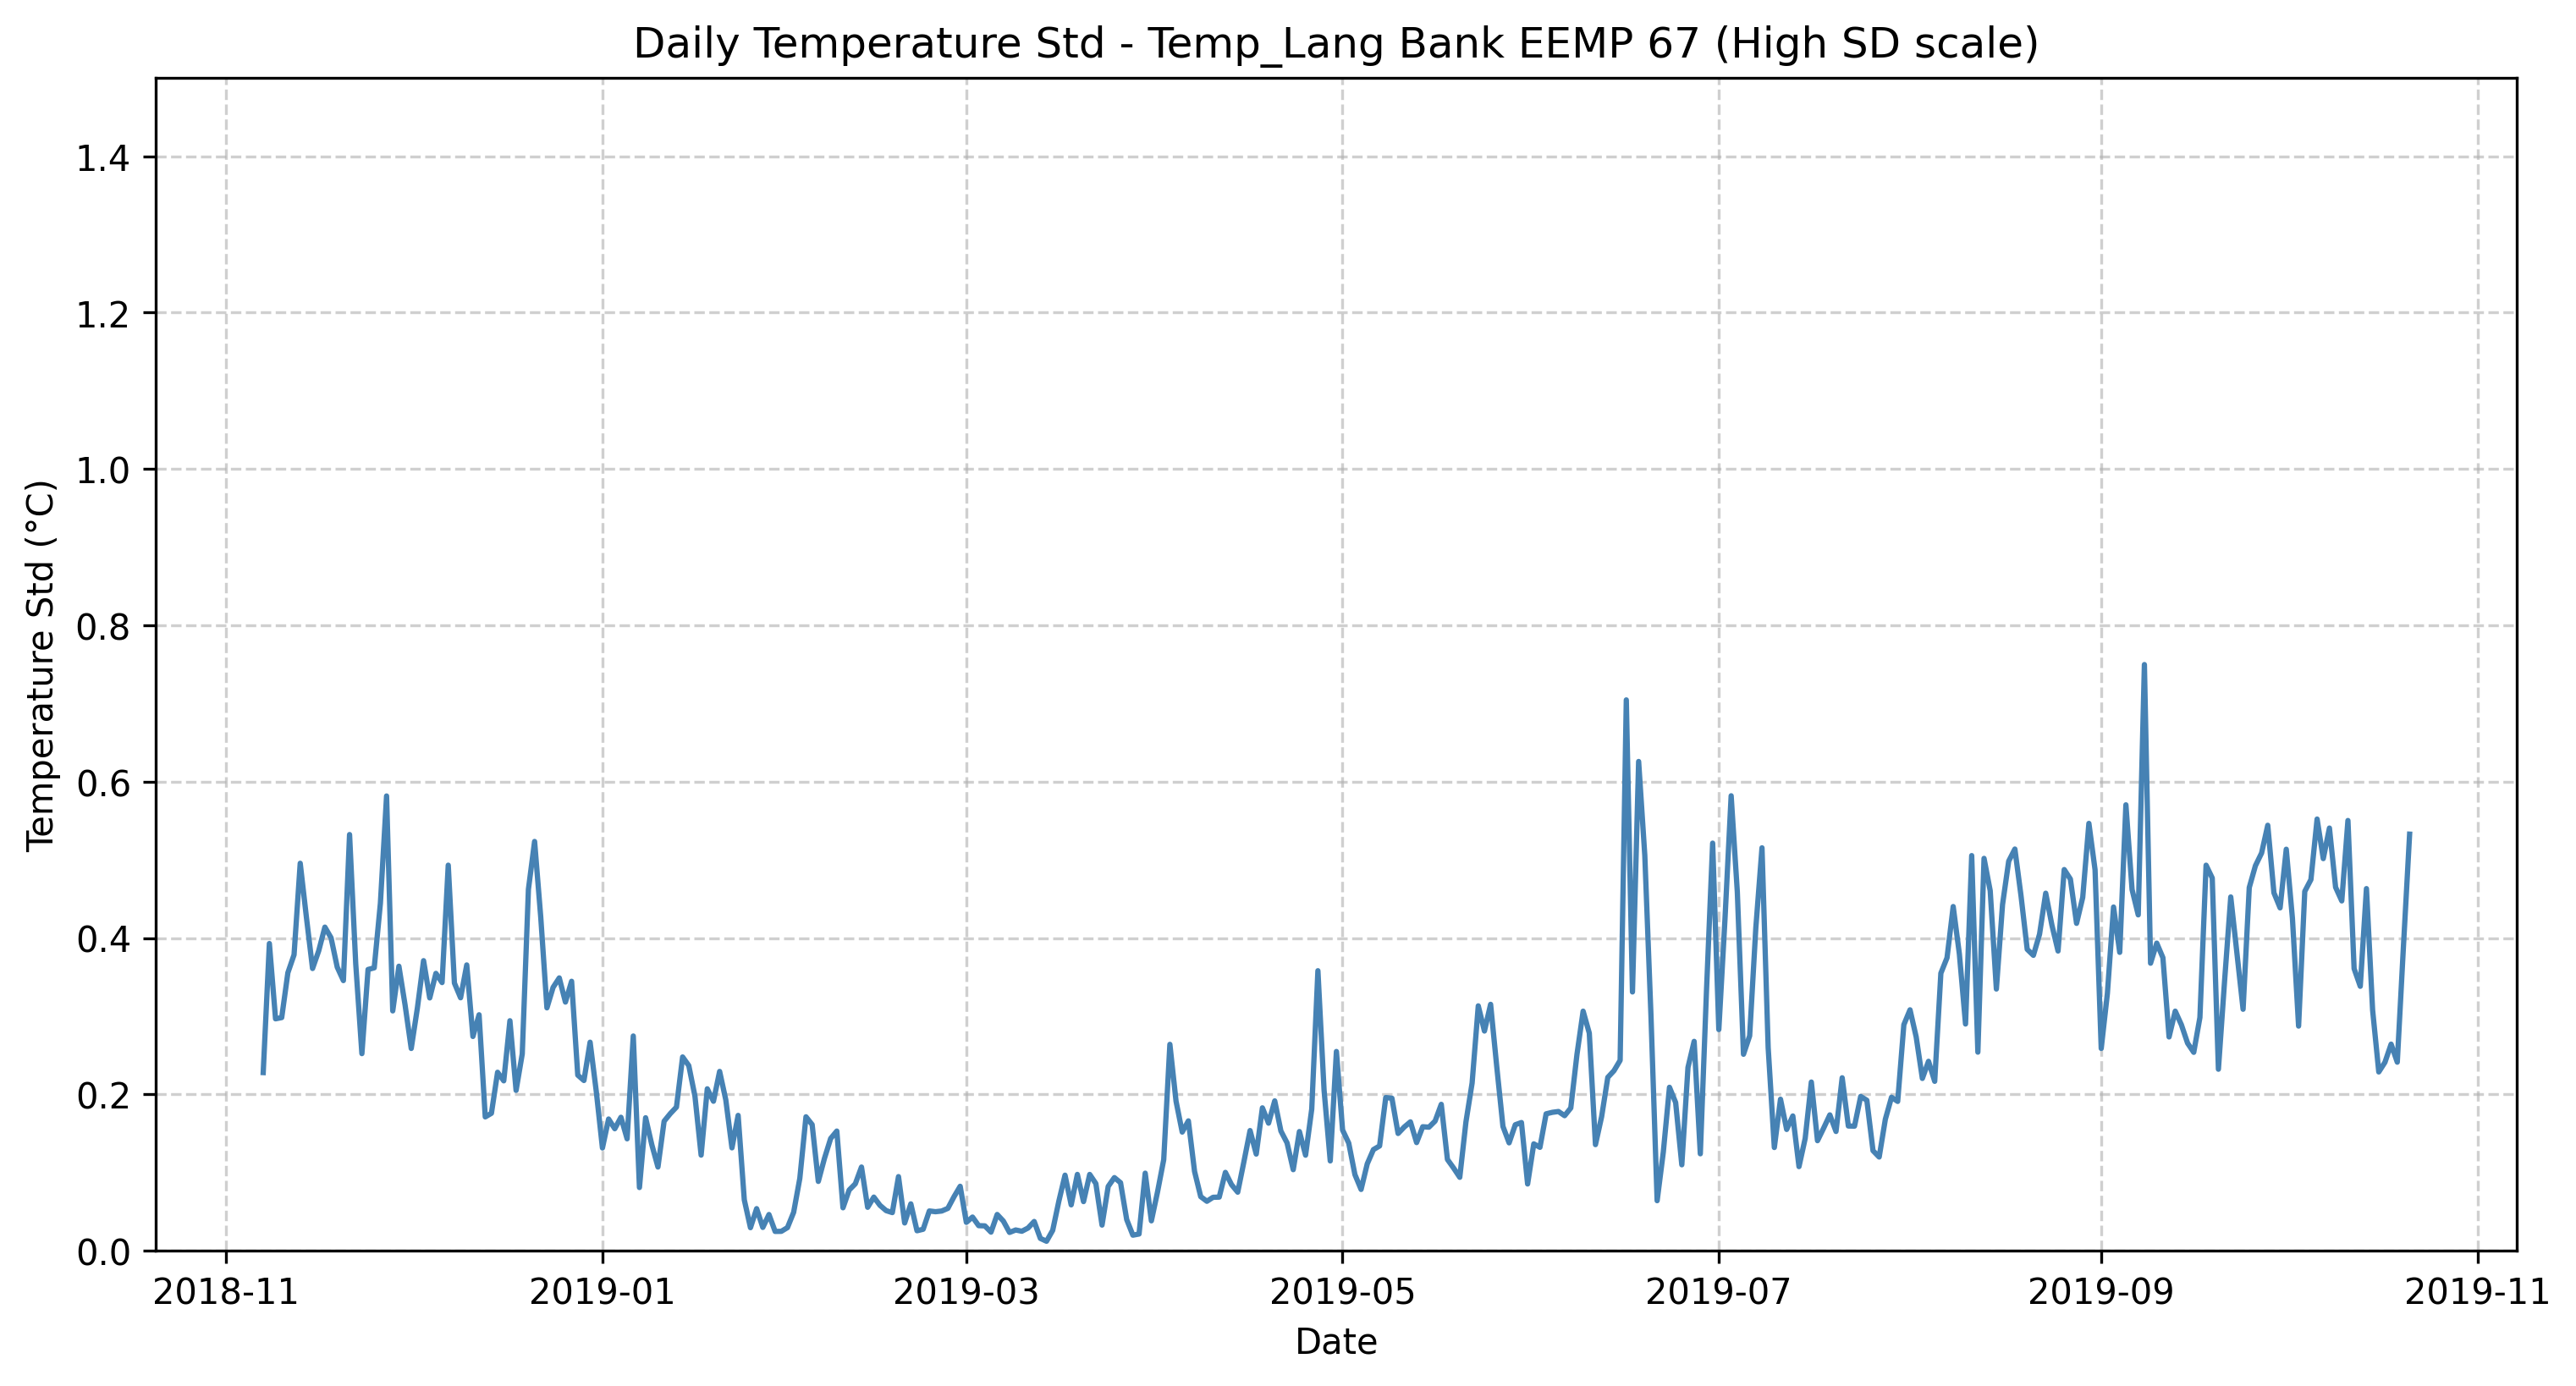 Daily Temperature Std - Temp_Lang Bank EEMP 67 (High SD scale)
Temperature Std (°C)
1.4
1.2
1.0
0.8
0.6
0.4
0.2
0.0
2018-11 2019-01 2019-03 2019-05 2019-07 2019-09 2019-11
Date